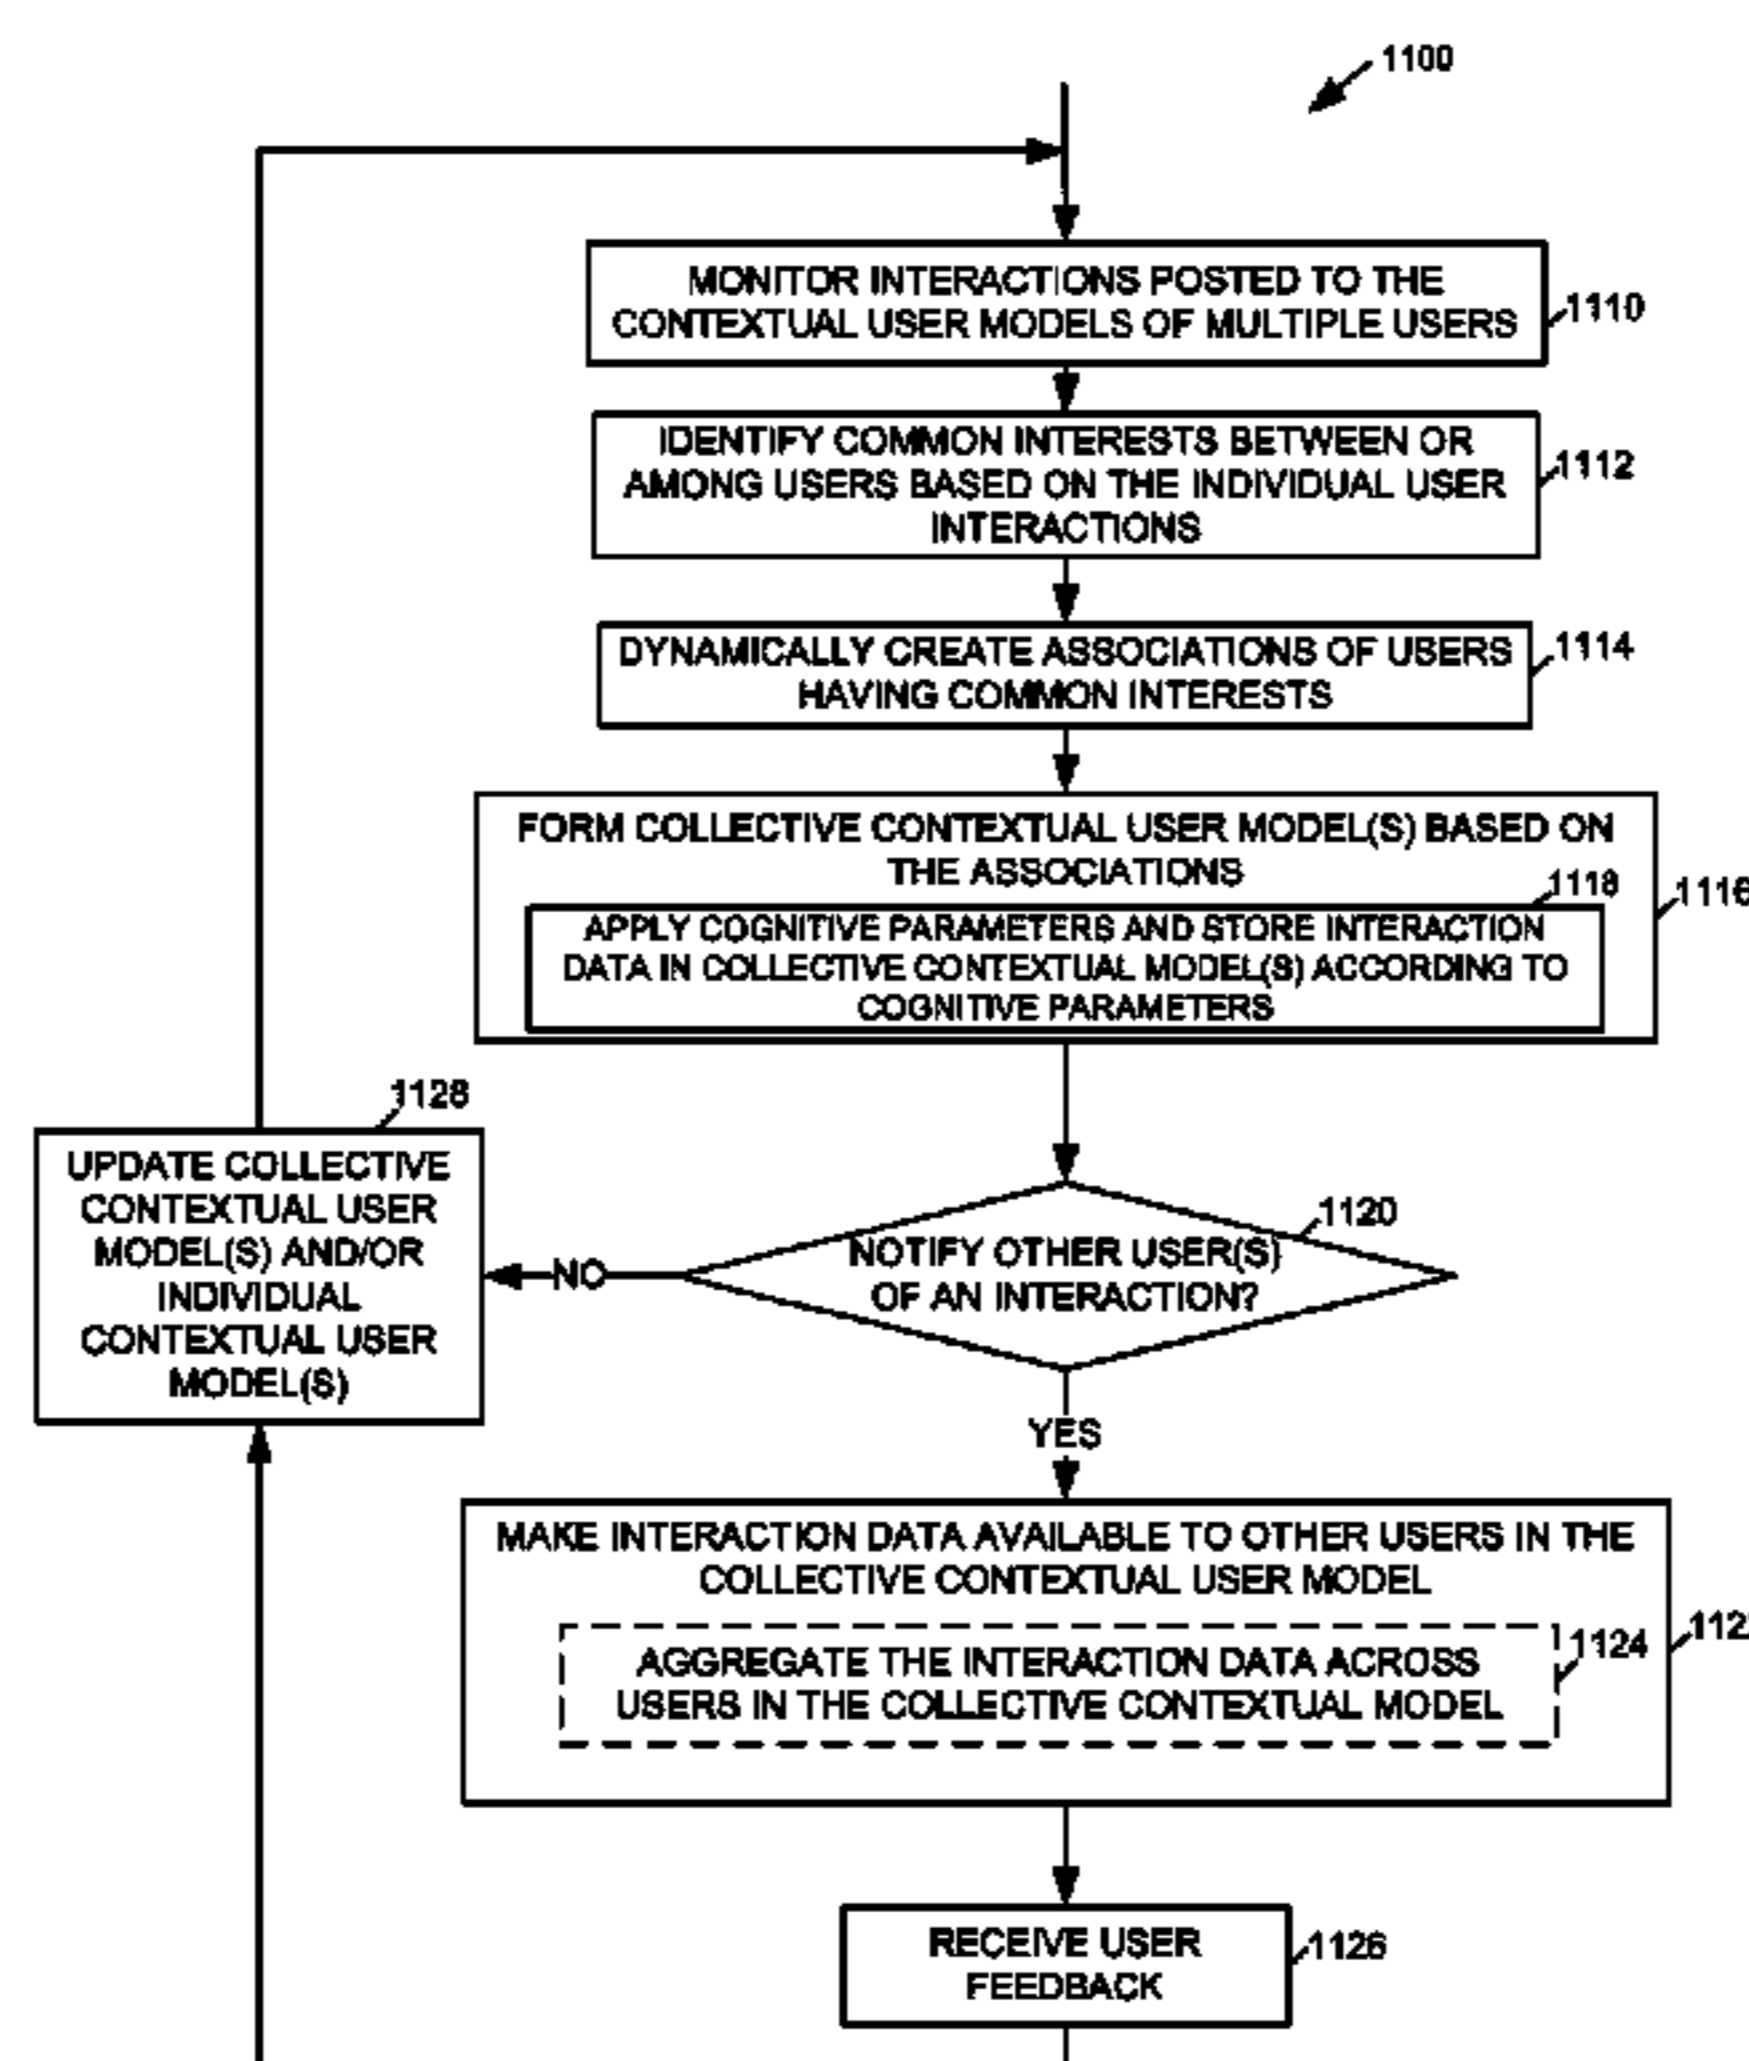 1100
MONITOR INTERACTIONS POSTED TO THE
CONTEXTUAL USER MODELS OF MULTIPLE USERS
1110
IDENTIFY COMMON INTERESTS BETWEEN OR
AMONG USERS BASED ON THE INDIVIDUAL USER
INTERACTIONS
1112
DYNAMICALLY CREATE ASSOCIATIONS OF USERS
HAVING COMMON INTERESTS
1114
FORM COLLECTIVE CONTEXTUAL USER MODEL(S) BASED ON
THE ASSOCIATIONS
1116
1118
APPLY COGNITIVE PARAMETERS AND STORE INTERACTION
DATA IN COLLECTIVE CONTEXTUAL MODEL(S) ACCORDING TO
COGNITIVE PARAMETERS
1128
UPDATE COLLECTIVE
CONTEXTUAL USER
MODEL(S) AND/OR
INDIVIDUAL
CONTEXTUAL USER
MODEL(S)
NO
1120
NOTIFY OTHER USER(S)
OF AN INTERACTION?
YES
MAKE INTERACTION DATA AVAILABLE TO OTHER USERS IN THE
COLLECTIVE CONTEXTUAL USER MODEL
1124
AGGREGATE THE INTERACTION DATA ACROSS
USERS IN THE COLLECTIVE CONTEXTUAL MODEL
RECEIVE USER
FEEDBACK
1126